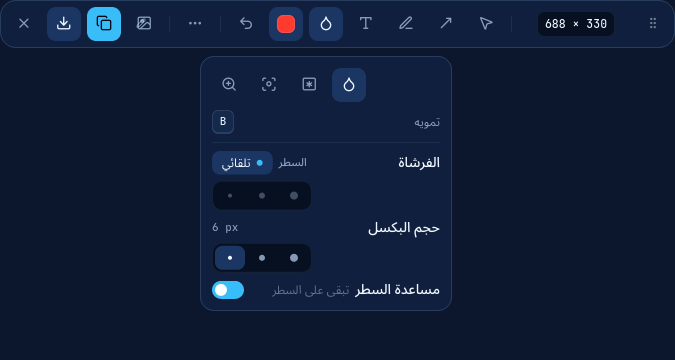 688 × 330
تمويه B
الفرشاة السطر تلقائي
حجم البكسل 6 px
مساعدة السطر تبقى على السطر